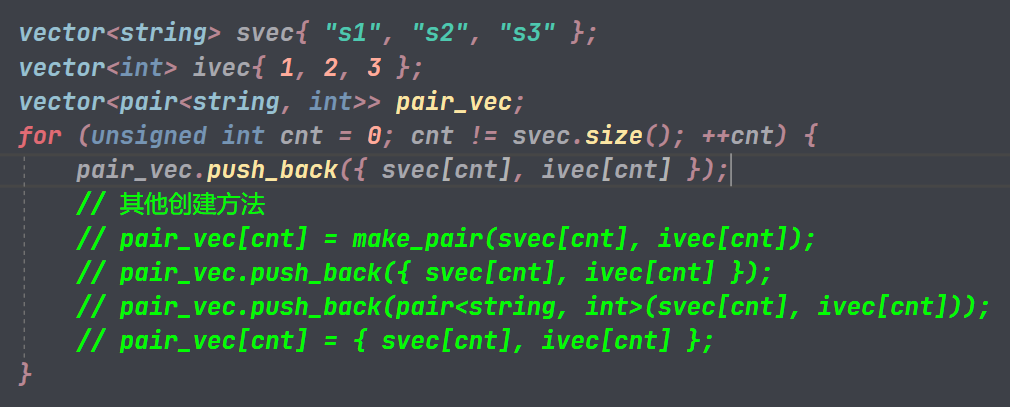 vector<string> svec{ "s1", "s2", "s3" };
vector<int> ivec{ 1, 2, 3 };
vector<pair<string, int>> pair_vec;
for (unsigned int cnt = 0; cnt != svec.size(); ++cnt) {
    pair_vec.push_back({ svec[cnt], ivec[cnt] });
    // 其他创建方法
    // pair_vec[cnt] = make_pair(svec[cnt], ivec[cnt]);
    // pair_vec.push_back({ svec[cnt], ivec[cnt] });
    // pair_vec.push_back(pair<string, int>(svec[cnt], ivec[cnt]));
    // pair_vec[cnt] = { svec[cnt], ivec[cnt] };
}